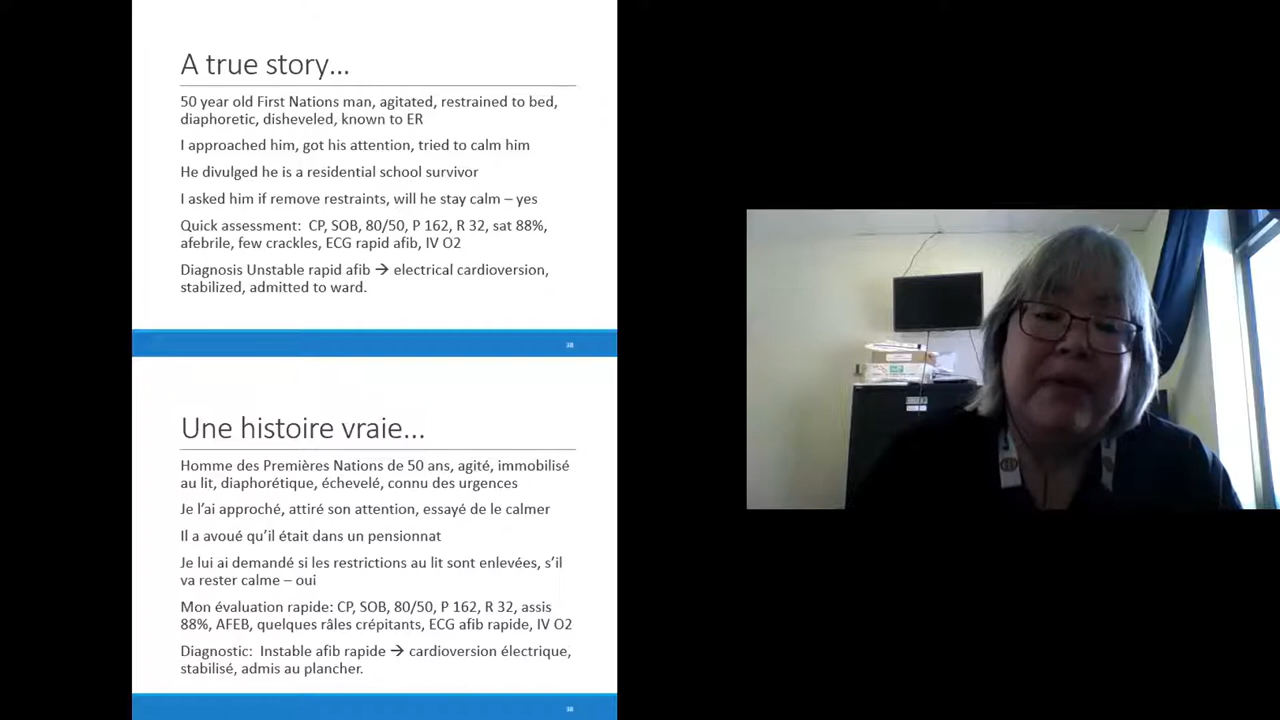 A true story…
50 year old First Nations man, agitated, restrained to bed,
diaphoretic, disheveled, known to ER
I approached him, got his attention, tried to calm him
He divulged he is a residential school survivor
I asked him if remove restraints, will he stay calm – yes
Quick assessment:  CP, SOB, 80/50, P 162, R 32, sat 88%,
afebrile, few crackles, ECG rapid afib, IV O2
Diagnosis Unstable rapid afib → electrical cardioversion,
stabilized, admitted to ward.
38
Une histoire vraie…
Homme des Premières Nations de 50 ans, agité, immobilisé
au lit, diaphorétique, échevelé, connu des urgences
Je l’ai approché, attiré son attention, essayé de le calmer
Il a avoué qu’il était dans un pensionnat
Je lui ai demandé si les restrictions au lit sont enlevées, s’il
va rester calme – oui
Mon évaluation rapide: CP, SOB, 80/50, P 162, R 32, assis
88%, AFEB, quelques râles crépitants, ECG afib rapide, IV O2
Diagnostic:  Instable afib rapide → cardioversion électrique,
stabilisé, admis au plancher.
38